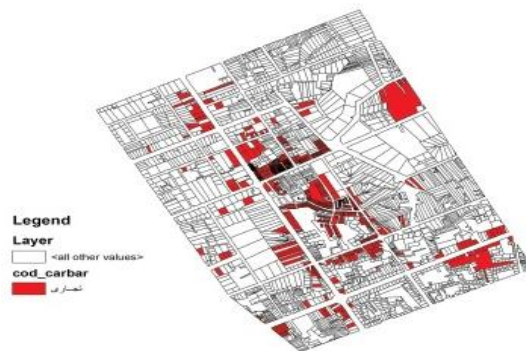 Legend
Layer
<all other values>
cod_carbar
تجاری